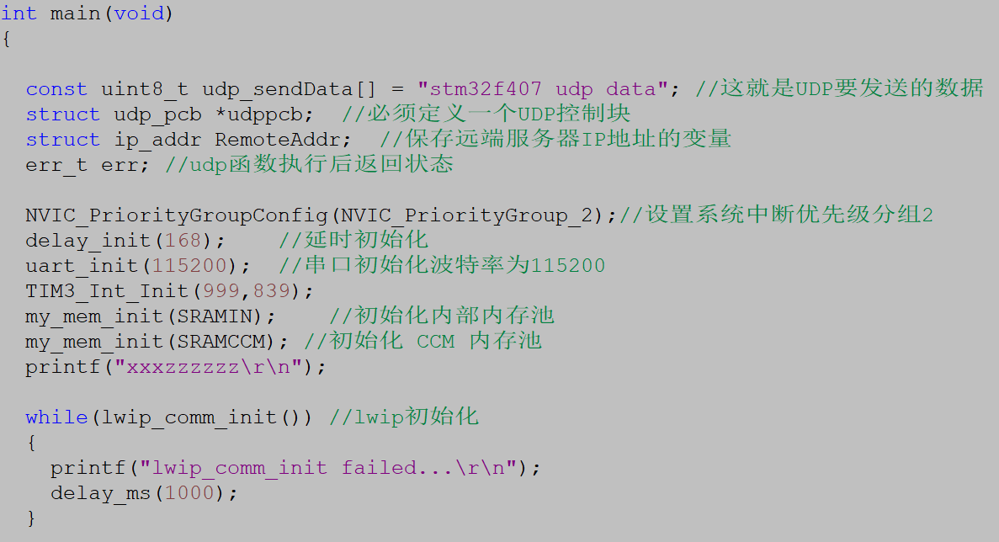 int main(void)
{
const uint8_t udp_sendData[] = "stm32f407 udp data"; //这就是UDP要发送的数据
struct udp_pcb *udppcb; //必须定义一个UDP控制块
struct ip_addr RemoteAddr; //保存远端服务器IP地址的变量
err_t err; //udp函数执行后返回状态
NVIC_PriorityGroupConfig(NVIC_PriorityGroup_2);//设置系统中断优先级分组2
delay_init(168); //延时初始化
uart_init(115200); //串口初始化波特率为115200
TIM3_Int_Init(999,839);
my_mem_init(SRAMIN); //初始化内部内存池
my_mem_init(SRAMCCM); //初始化 CCM 内存池
printf("xxxzzzzzz\r\n");
while(lwip_comm_init()) //lwip初始化
{
printf("lwip_comm_init failed...\r\n");
delay_ms(1000);
}